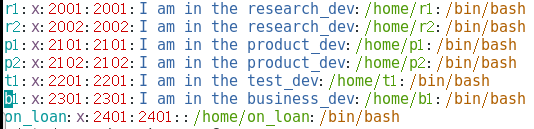 r1:x:2001:2001:I am in the research_dev:/home/r1:/bin/bash
r2:x:2002:2002:I am in the research_dev:/home/r2:/bin/bash
p1:x:2101:2101:I am in the product_dev:/home/p1:/bin/bash
p2:x:2102:2102:I am in the product_dev:/home/p2:/bin/bash
t1:x:2201:2201:I am in the test_dev:/home/t1:/bin/bash
b1:x:2301:2301:I am in the business_dev:/home/b1:/bin/bash
on_loan:x:2401:2401::/home/on_loan:/bin/bash